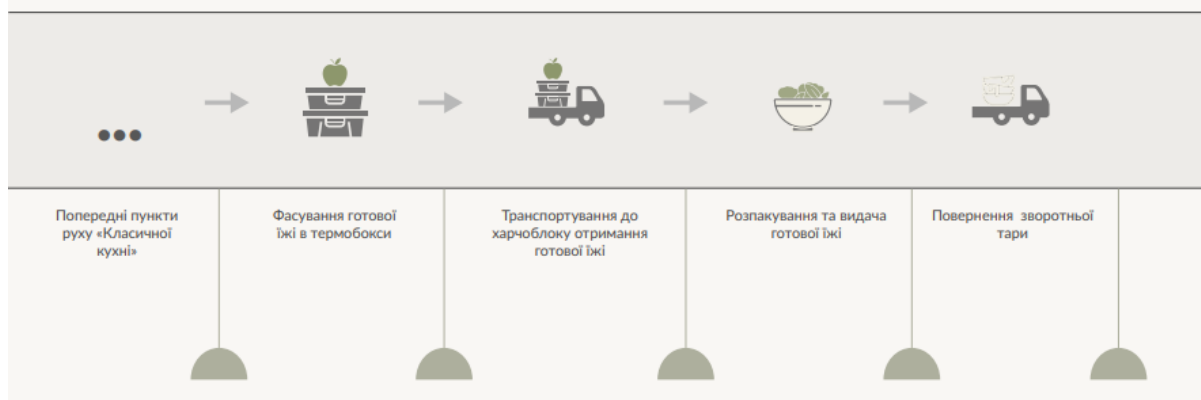 Попередні пункти
руху «Класичної
кухні»
Фасування готової
їжі в термобокси
Транспортування до
харчоблоку отримання
готової їжі
Розпакування та видача
готової їжі
Повернення зворотньої
тари